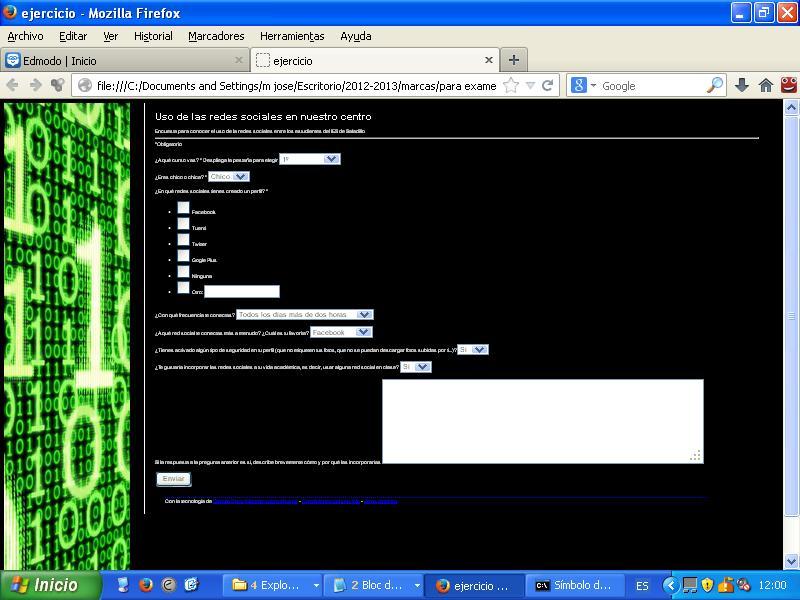 ejercicio - Mozilla Firefox
Archivo Editar Ver Historial Marcadores Herramientas Ayuda
Edmodo | Inicio
ejercicio
file:///C:/Documents and Settings/m jose/Escritorio/2012-2013/marcas/para exame
Google
Uso de las redes sociales en nuestro centro
Encuesta para conocer el uso de la redes sociales entre los estudiantes del IES de Saladillo
*Obligatorio
¿A qué curso vas? * Despliega la pesaña para elegir 1º
¿Eres chico o chica? * Chico
¿En qué redes sociales tienes creado un perfil? *
Facebook
Tuenti
Twiter
Gogle Plus
Ninguna
Otro:
¿Con qué frecuencia te conectas? Todos los días más de dos horas
¿A qué red social te conectas más a menudo? ¿Cuál es tu favorita? Facebook
¿Tienes activado algún tipo de seguridad en tu perfil (que no etiqueten tus fotos, que no se puedan descargar fotos subidas por ti...)? Sí
¿Te gustaría incorporar las redes sociales a tu vida académica, es decir, usar alguna red social en clase? Sí
Si la respuesta a la pregunta anterior es sí, describe brevemente cómo y por qué las incorporarías
Enviar
Con la tecnología de
Inicio
4 Explo...
2 Bloc d...
ejercicio ...
Símbolo d...
ES
12:00